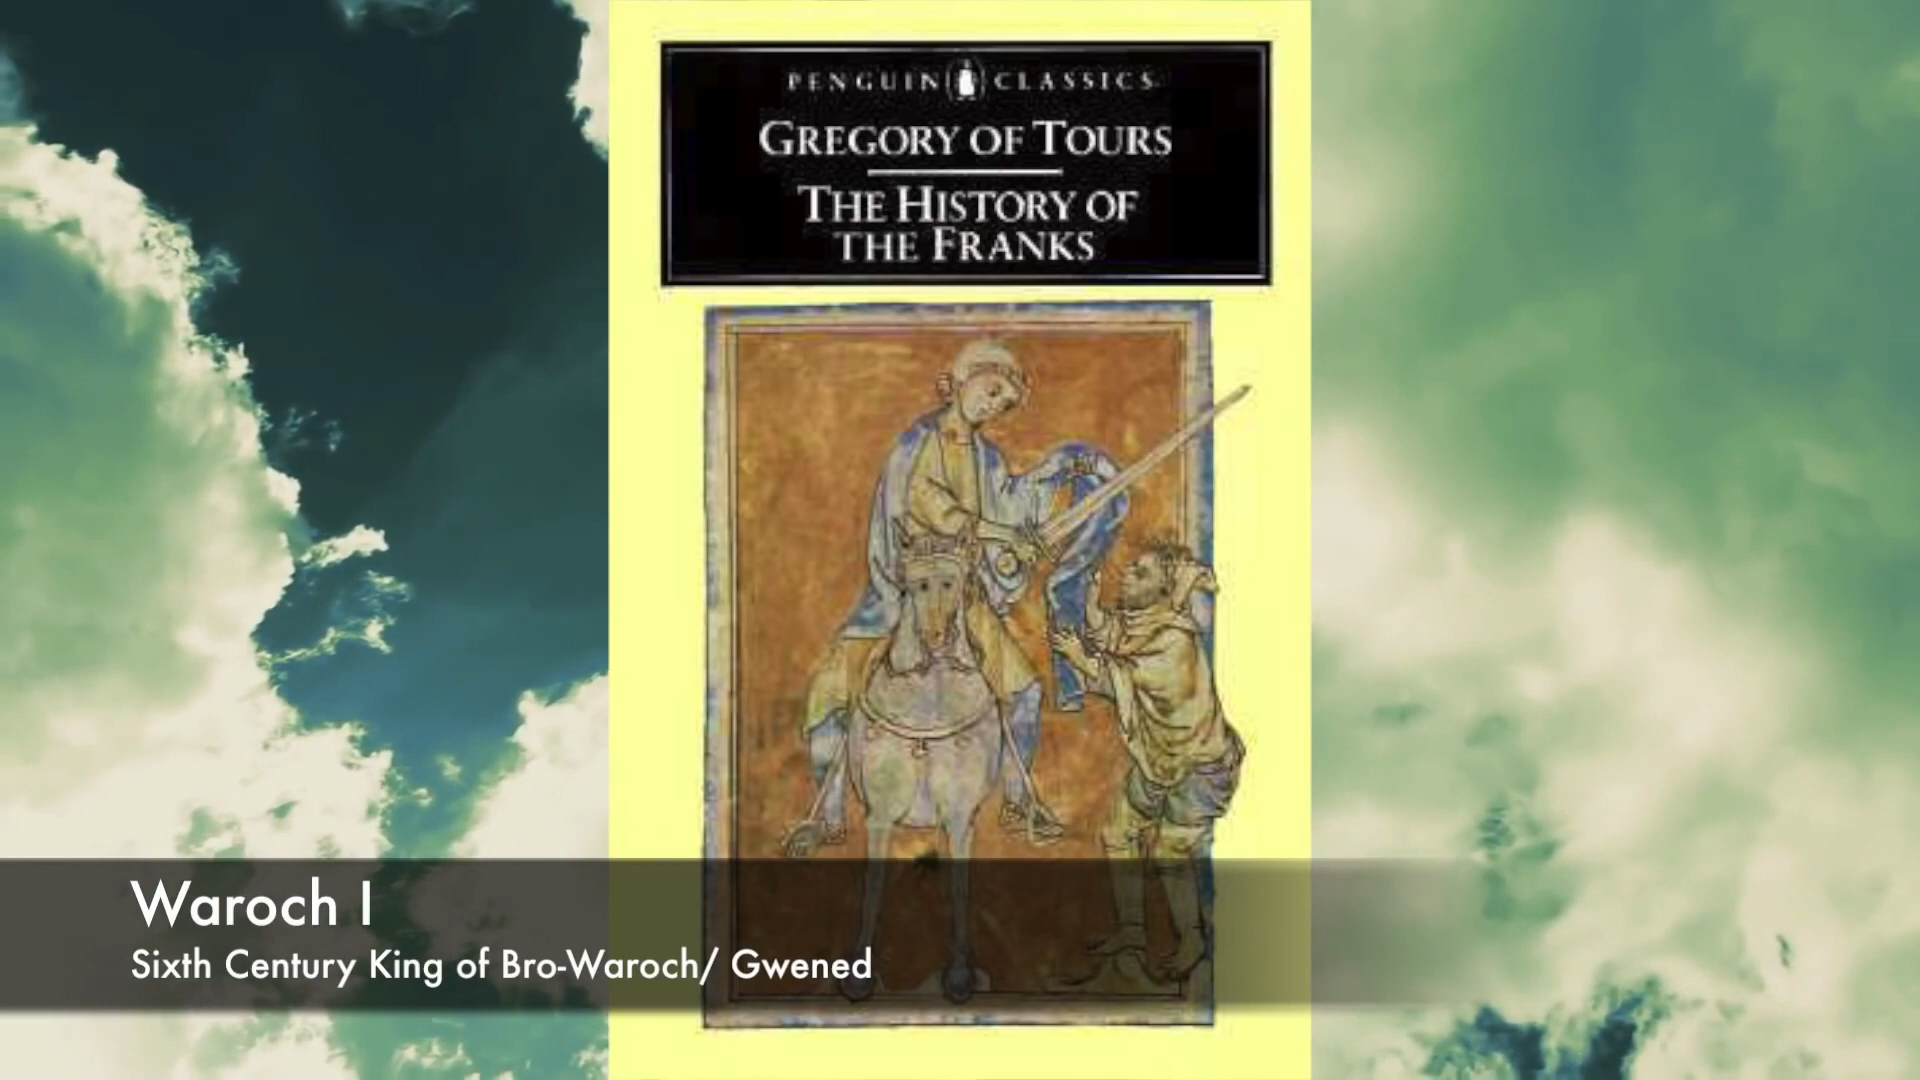 PENGUIN CLASSICS
GREGORY OF TOURS
THE HISTORY OF
THE FRANKS
Waroch I
Sixth Century King of Bro-Waroch/ Gwened